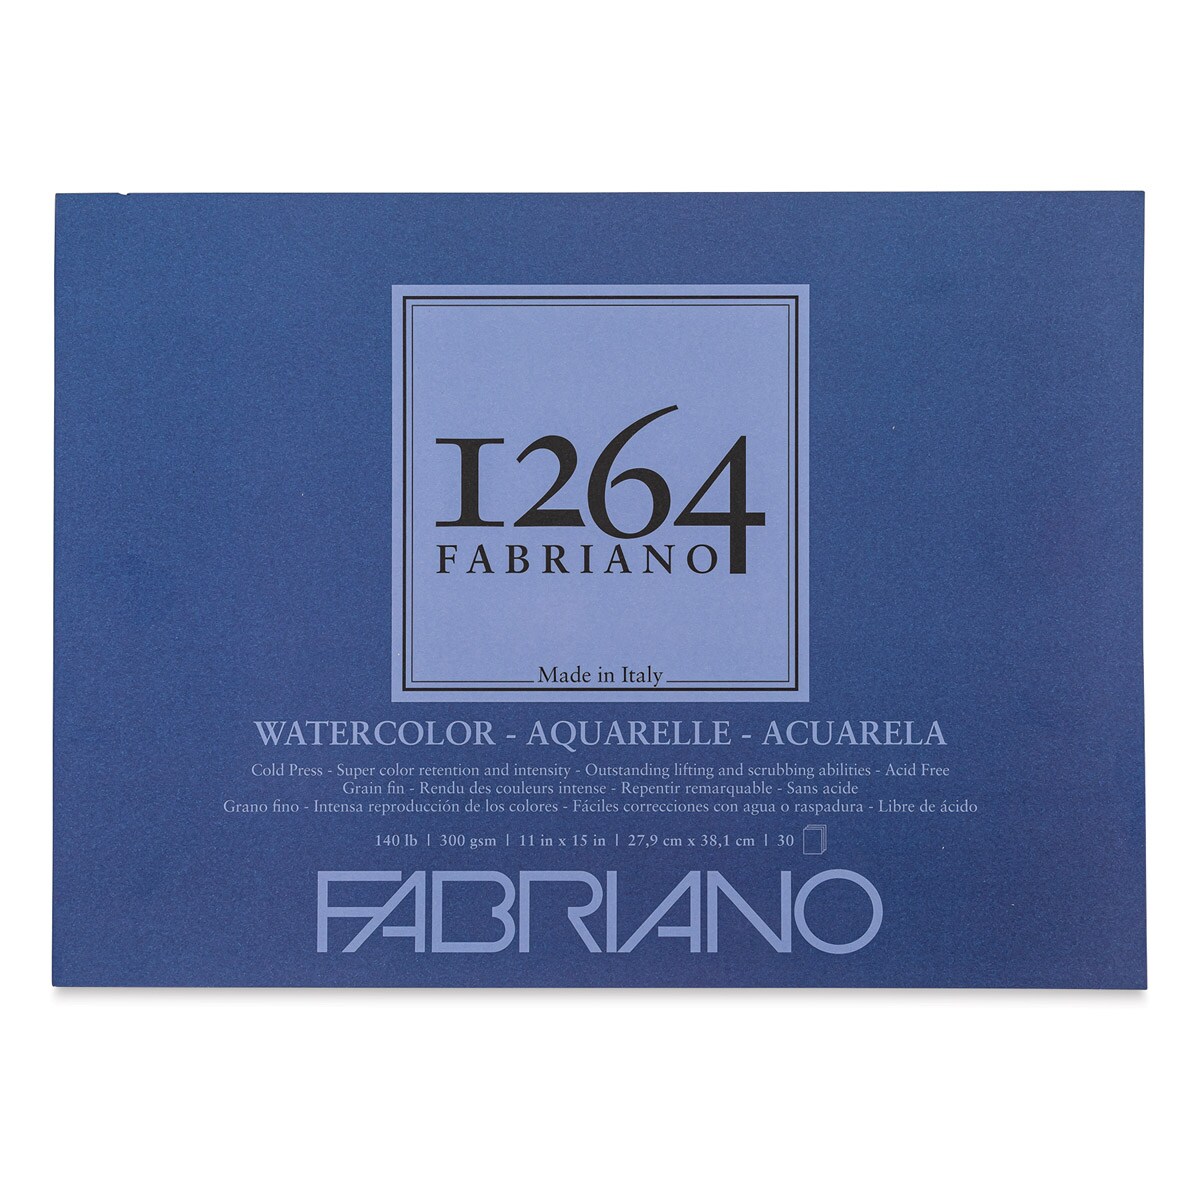 1264
FABRIANO
Made in Italy
WATERCOLOR - AQUARELLE - ACUARELA
Cold Press - Super color retention and intensity - Outstanding lifting and scrubbing abilities - Acid Free
Grain fin - Rendu des couleurs intense - Repentir remarquable - Sans acide
Grano fino - Intensa reproducción de los colores - Fáciles correcciones con agua o raspadura - Libre de ácido
140 lb | 300 gsm | 11 in x 15 in | 27,9 cm x 38,1 cm | 30
FABRIANO